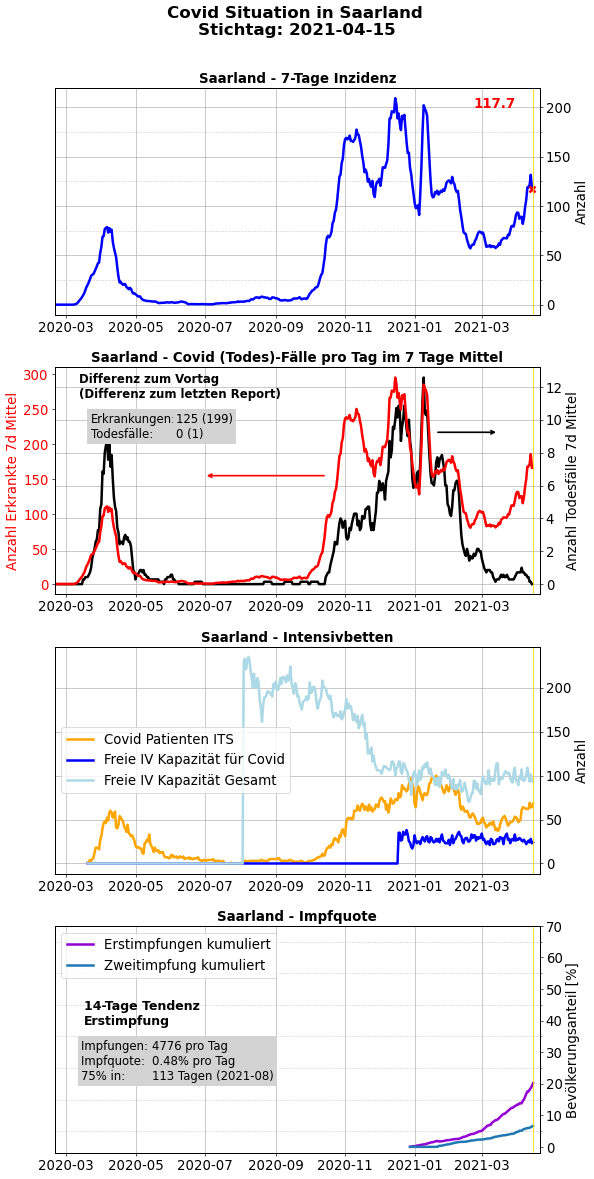 Covid Situation in Saarland
Stichtag: 2021-04-15
Saarland - 7-Tage Inzidenz
117.7
200
150
100
50
0
Anzahl
2020-03 2020-05 2020-07 2020-09 2020-11 2021-01 2021-03
Saarland - Covid (Todes)-Fälle pro Tag im 7 Tage Mittel
Differenz zum Vortag
(Differenz zum letzten Report)
Erkrankungen: 125 (199)
Todesfälle: 0 (1)
300
250
200
150
100
50
0
Anzahl Erkrankte 7d Mittel
12
10
8
6
4
2
0
Anzahl Todesfälle 7d Mittel
2020-03 2020-05 2020-07 2020-09 2020-11 2021-01 2021-03
Saarland - Intensivbetten
Covid Patienten ITS
Freie IV Kapazität für Covid
Freie IV Kapazität Gesamt
200
150
100
50
0
Anzahl
2020-03 2020-05 2020-07 2020-09 2020-11 2021-01 2021-03
Saarland - Impfquote
Erstimpfungen kumuliert
Zweitimpfung kumuliert
14-Tage Tendenz
Erstimpfung
Impfungen: 4776 pro Tag
Impfquote: 0.48% pro Tag
75% in: 113 Tagen (2021-08)
70
60
50
40
30
20
10
0
Bevölkerungsanteil [%]
2020-03 2020-05 2020-07 2020-09 2020-11 2021-01 2021-03